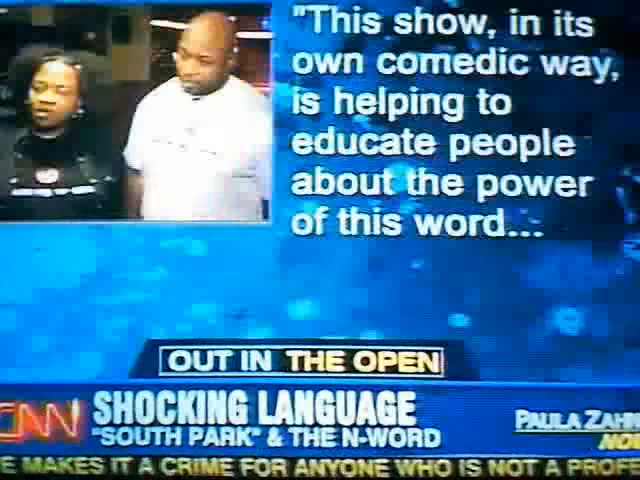 "This show, in its
own comedic way,
is helping to
educate people
about the power
of this word...
OUT IN THE OPEN
CNN
SHOCKING LANGUAGE
"SOUTH PARK" & THE N-WORD
PAULA ZAHN
NOW
E MAKES IT A CRIME FOR ANYONE WHO IS NOT A PROFE